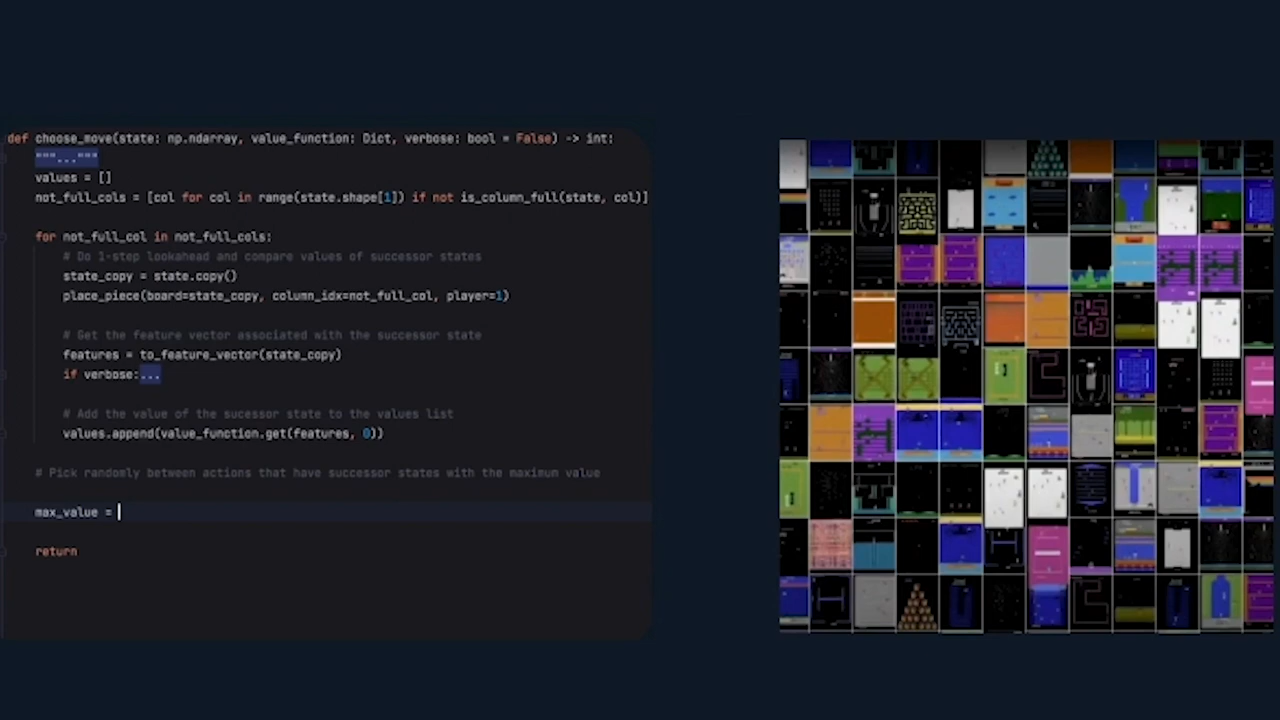 def choose_move(state: np.ndarray, value_function: Dict, verbose: bool = False) -> int:
"""..."""
values = []
not_full_cols = [col for col in range(state.shape[1]) if not is_column_full(state, col)]
for not_full_col in not_full_cols:
# Do 1-step lookahead and compare values of successor states
state_copy = state.copy()
place_piece(board=state_copy, column_idx=not_full_col, player=1)
# Get the feature vector associated with the successor state
features = to_feature_vector(state_copy)
if verbose:...
# Add the value of the sucessor state to the values list
values.append(value_function.get(features, 0))
# Pick randomly between actions that have successor states with the maximum value
max_value =
return